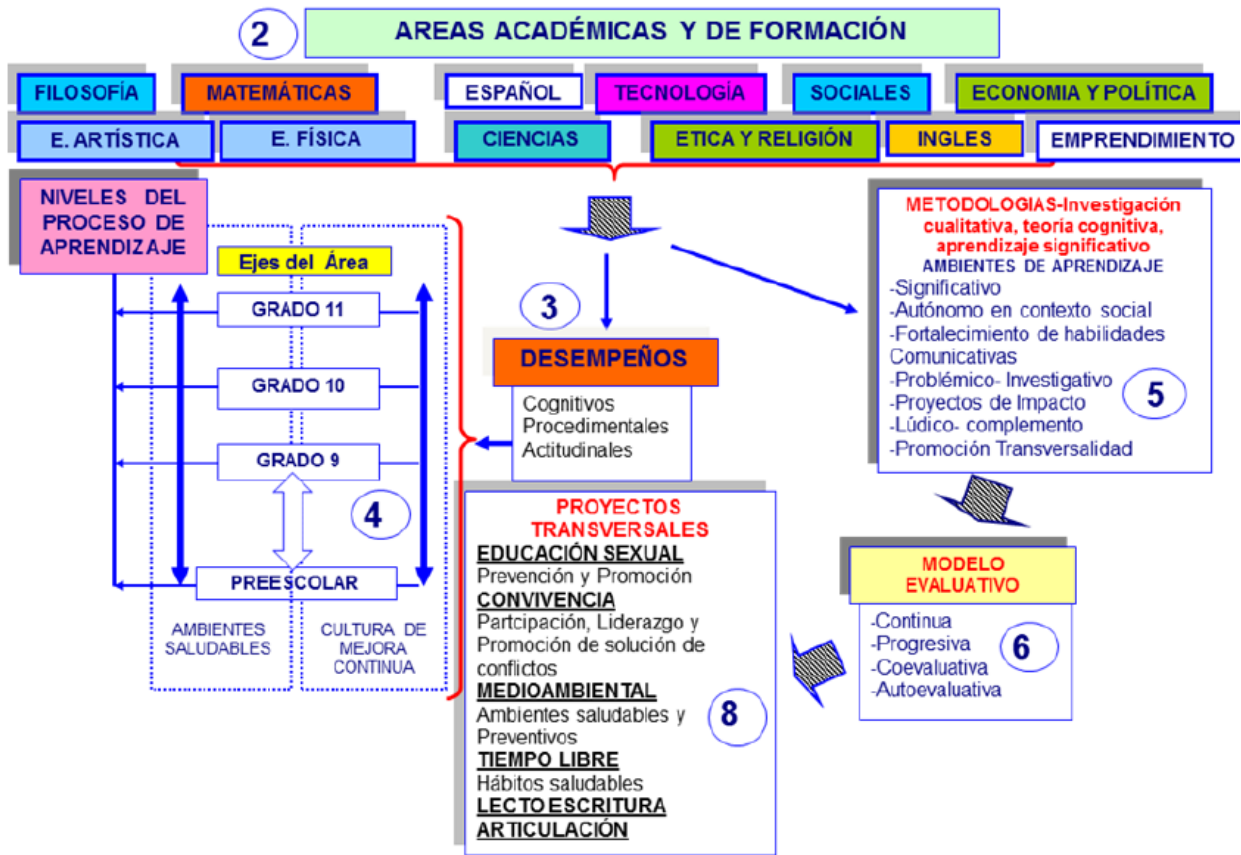 2
AREAS ACADÉMICAS Y DE FORMACIÓN
FILOSOFÍA
MATEMÁTICAS
ESPAÑOL
TECNOLOGÍA
SOCIALES
ECONOMIA Y POLÍTICA
E. ARTÍSTICA
E. FÍSICA
CIENCIAS
ETICA Y RELIGIÓN
INGLES
EMPRENDIMIENTO
NIVELES DEL
PROCESO DE
APRENDIZAJE
Ejes del Área
GRADO 11
GRADO 10
GRADO 9
4
PREESCOLAR
AMBIENTES
SALUDABLES
CULTURA DE
MEJORA
CONTINUA
3
DESEMPEÑOS
Cognitivos
Procedimentales
Actitudinales
METODOLOGIAS-Investigación
cualitativa, teoría cognitiva,
aprendizaje significativo
AMBIENTES DE APRENDIZAJE
-Significativo
-Autónomo en contexto social
-Fortalecimiento de habilidades
Comunicativas
-Problémico- Investigativo
-Proyectos de Impacto
-Lúdico- complemento
-Promoción Transversalidad
5
MODELO
EVALUATIVO
-Continua
-Progresiva
-Coevaluativa
-Autoevaluativa
6
PROYECTOS
TRANSVERSALES
EDUCACIÓN SEXUAL
Prevención y Promoción
CONVIVENCIA
Partcipación, Liderazgo y
Promoción de solución de
conflictos
MEDIOAMBIENTAL
Ambientes saludables y
Preventivos
TIEMPO LIBRE
Hábitos saludables
LECTO ESCRITURA
ARTICULACIÓN
8